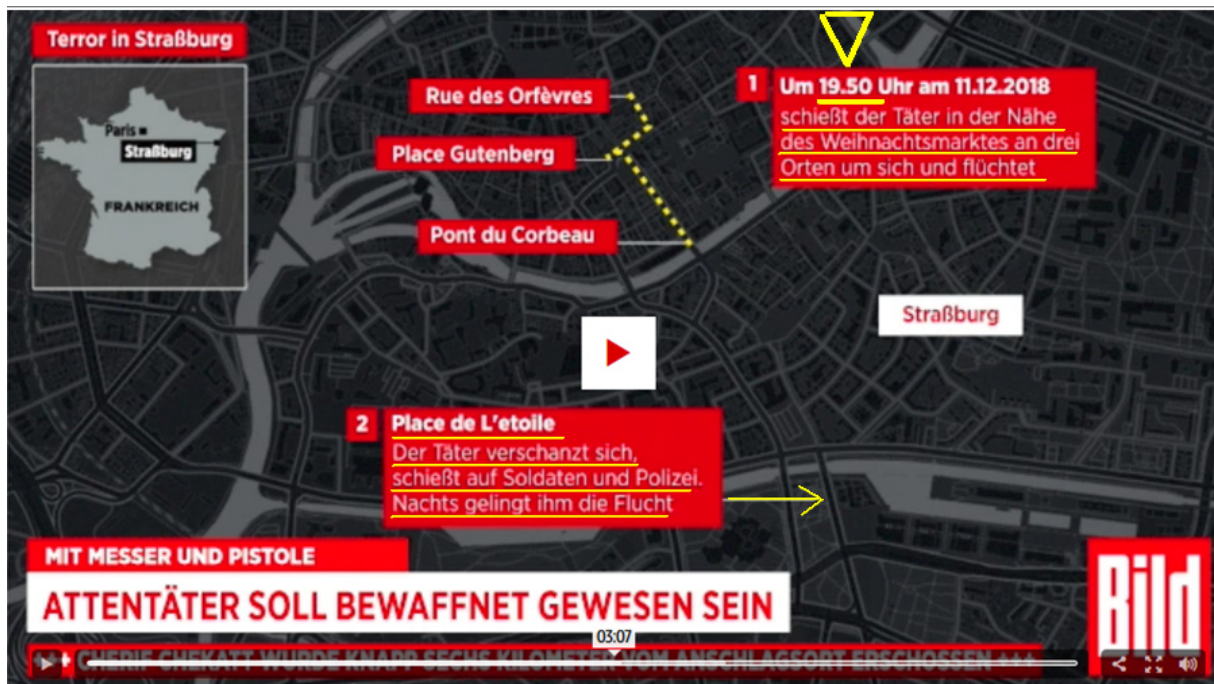 Terror in Straßburg
Paris
Straßburg
FRANKREICH
Rue des Orfèvres
Place Gutenberg
Pont du Corbeau
1 Um 19.50 Uhr am 11.12.2018
schießt der Täter in der Nähe
des Weihnachtsmarktes an drei
Orten um sich und flüchtet
Straßburg
2 Place de L'etoile
Der Täter verschanzt sich,
schießt auf Soldaten und Polizei.
Nachts gelingt ihm die Flucht
MIT MESSER UND PISTOLE
ATTENTÄTER SOLL BEWAFFNET GEWESEN SEIN
Bild
03:07
CHERIF CHEKATT WURDE KNAPP SECHS KILOMETER VOM ANSCHLAGSORT ERSCHOSSEN +++